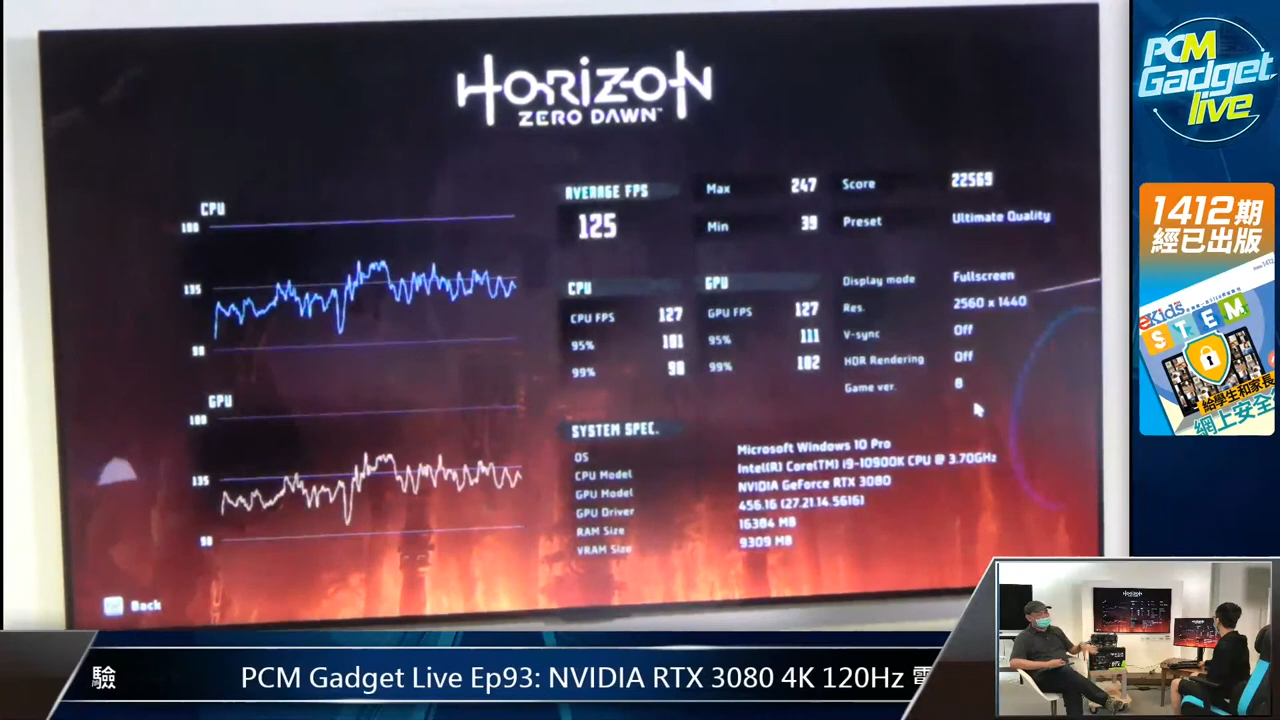 HORIZON
ZERO DAWN™
CPU
180
135
90
GPU
180
135
90
Back
AVERAGE FPS
125
Max 247
Min 39
Score 22569
Preset Ultimate Quality
CPU
CPU FPS 127
95% 101
99% 90
GPU
GPU FPS 127
95% 111
99% 102
Display mode Fullscreen
Res. 2560 x 1440
V-sync Off
HDR Rendering Off
Game ver. 8
SYSTEM SPEC.
OS Microsoft Windows 10 Pro
CPU Model Intel(R) Core(TM) i9-10900K CPU @ 3.70GHz
GPU Model NVIDIA GeForce RTX 3080
GPU Driver 456.16 (27.21.14.5616)
RAM Size 16384 MB
VRAM Size 9309 MB
PCM
Gadget
live
1412期
經已出版
eKids
STEM
給學生和家長
網上安全
驗 PCM Gadget Live Ep93: NVIDIA RTX 3080 4K 120Hz 電